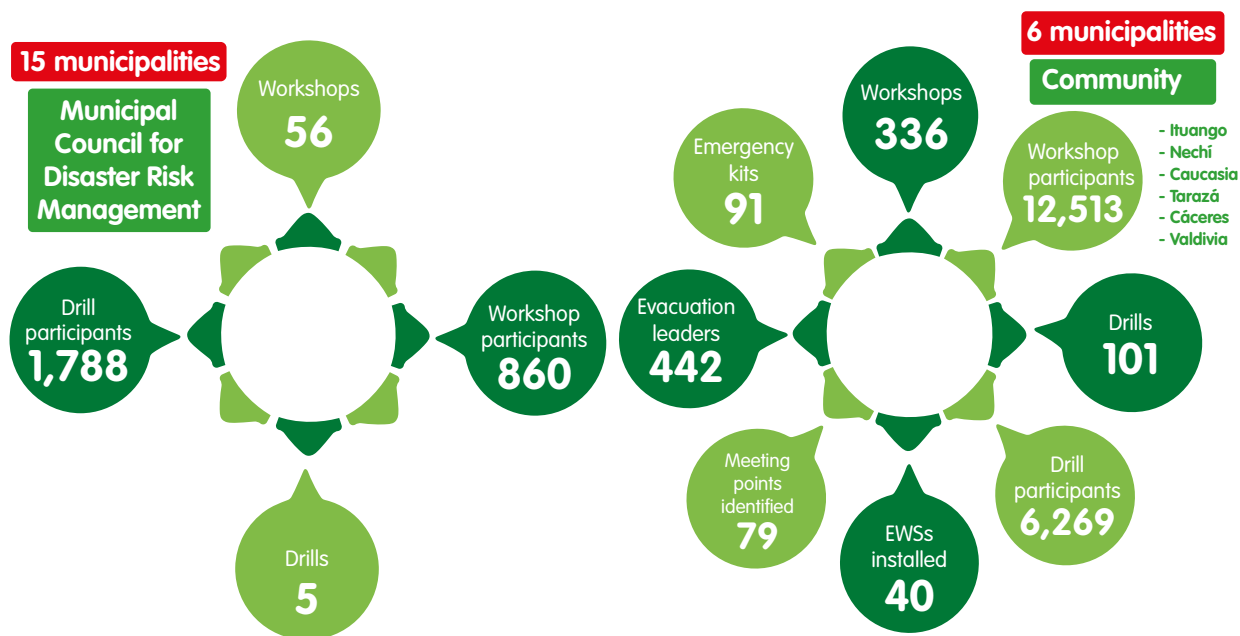 15 municipalities
Municipal
Council for
Disaster Risk
Management
Workshops
56
Drill
participants
1,788
Workshop
participants
860
Drills
5
6 municipalities
Community
- Ituango
- Nechí
- Caucasia
- Tarazá
- Cáceres
- Valdivia
Workshops
336
Emergency
kits
91
Workshop
participants
12,513
Evacuation
leaders
442
Drills
101
Meeting
points
identified
79
Drill
participants
6,269
EWSs
installed
40